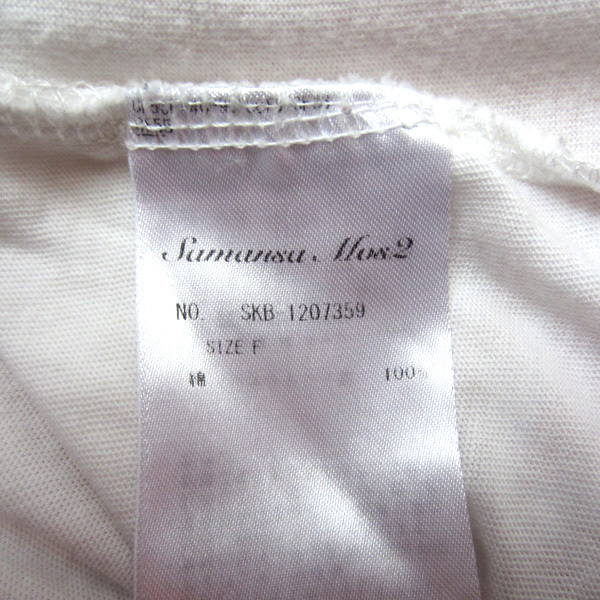 Samansa Mos2
NO. SKB 1207359
SIZE F
綿 100%